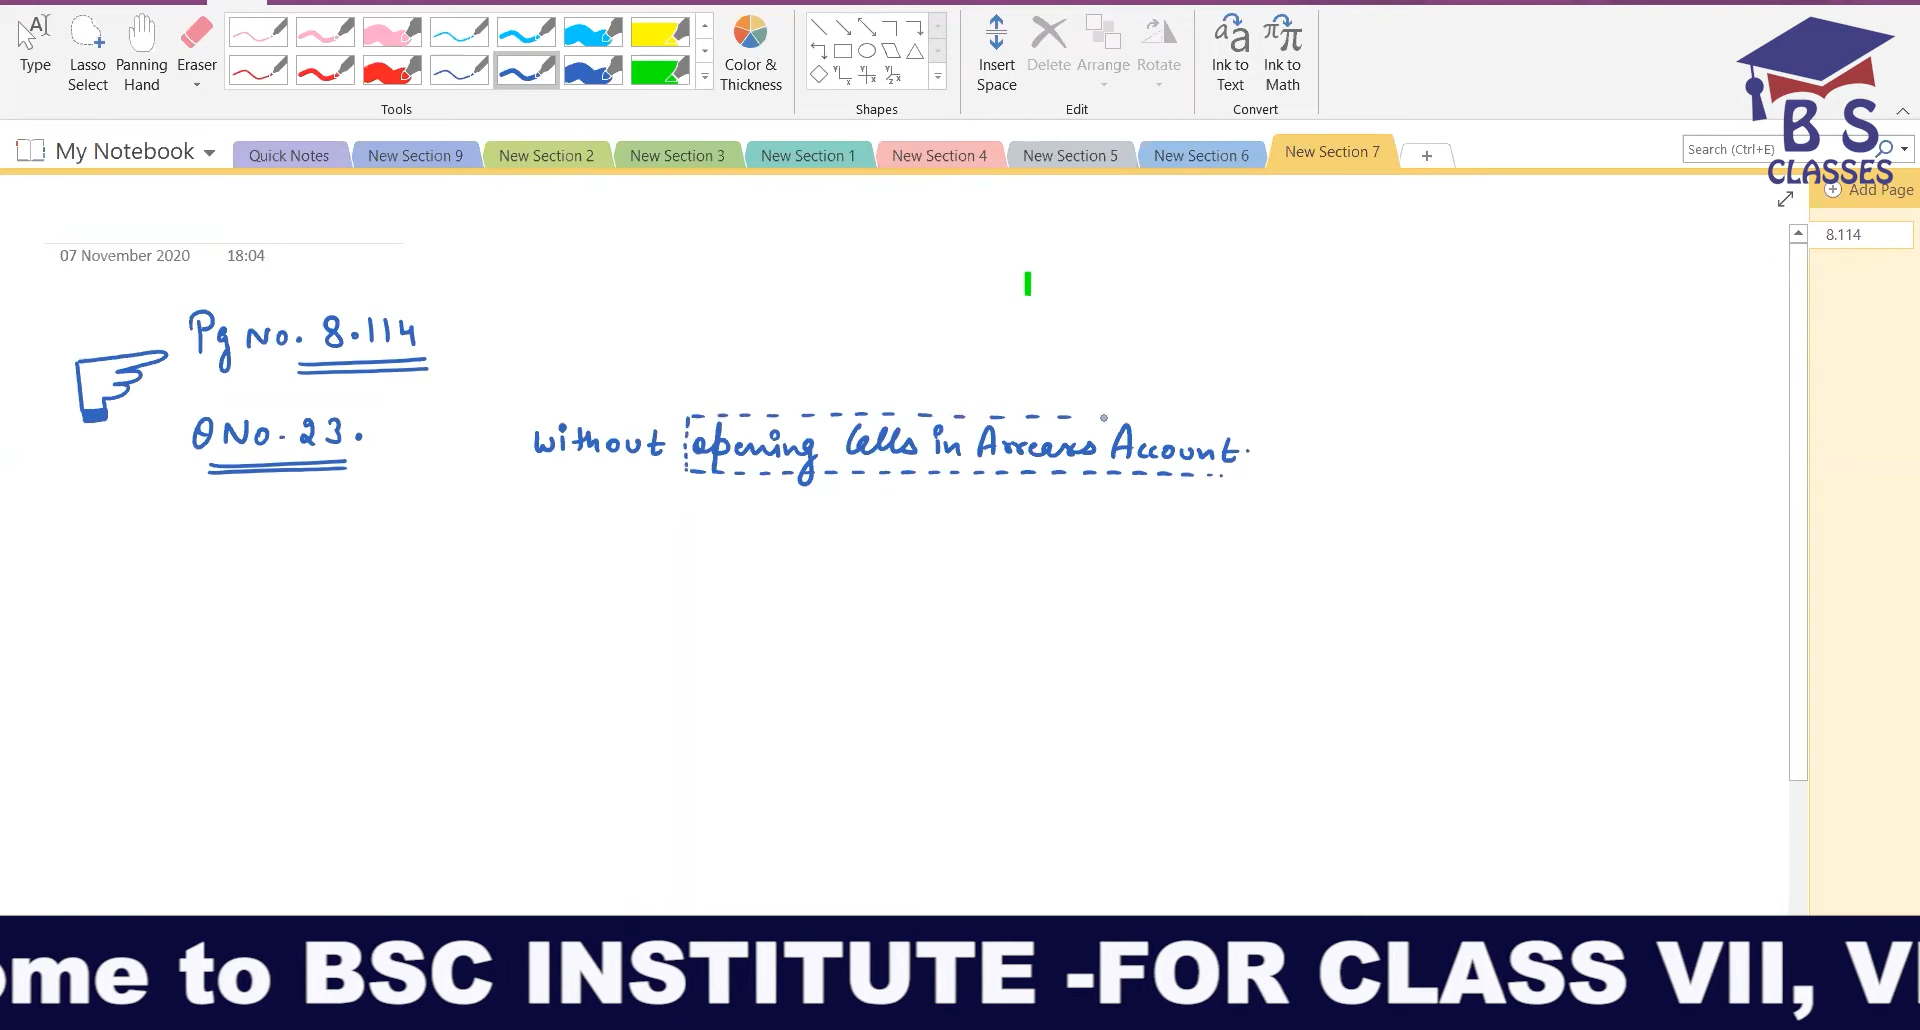 Type
Lasso Select
Panning Hand
Eraser
Color & Thickness
Insert Space
Delete
Arrange
Rotate
Ink to Text
Ink to Math
Tools
Shapes
Edit
Convert
B S
CLASSES
My Notebook
Quick Notes
New Section 9
New Section 2
New Section 3
New Section 1
New Section 4
New Section 5
New Section 6
New Section 7
Search (Ctrl+E)
Add Page
8.114
07 November 2020 18:04
Pg No. 8.114
Q No. 23.
without opening Calls in Arrears Account.
ome to BSC INSTITUTE -FOR CLASS VII, V